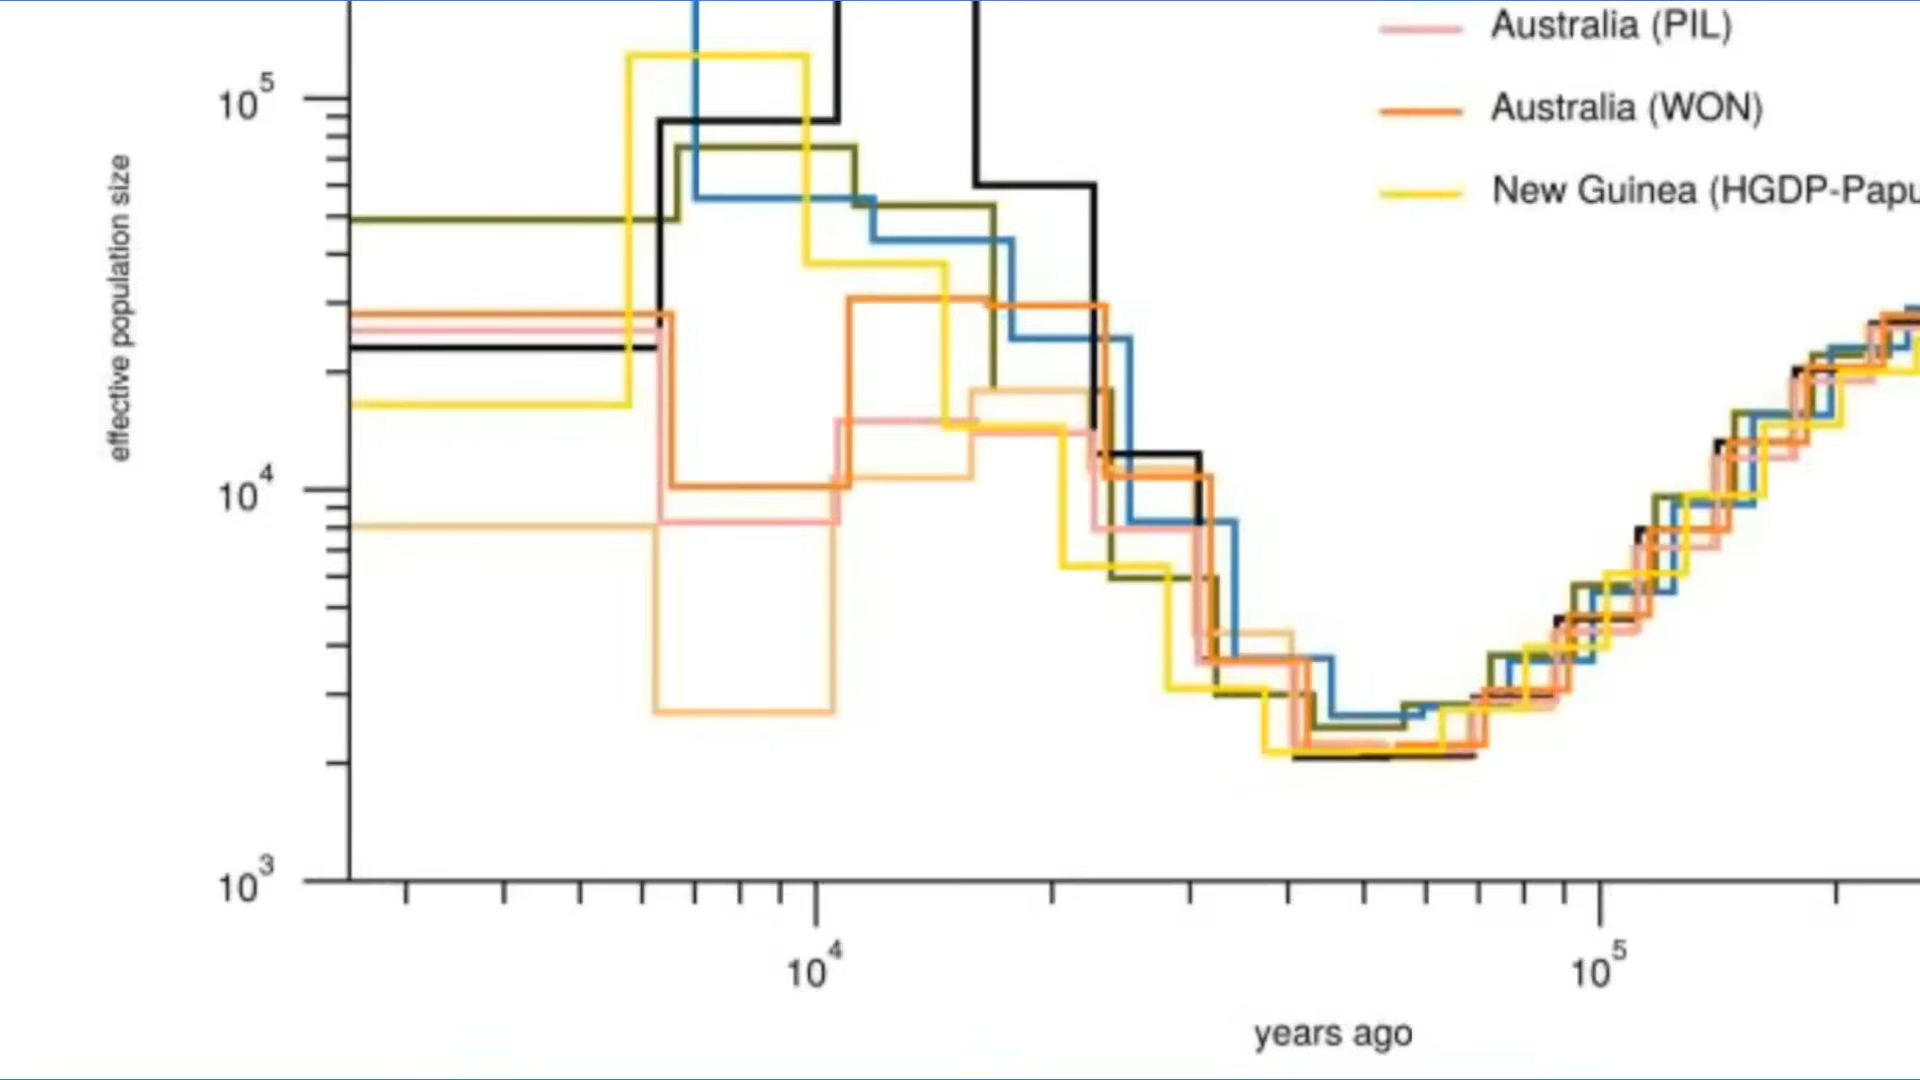 Australia (PIL)
10^5
Australia (WON)
New Guinea (HGDP-Papu
effective population size
10^4
10^3
10^4
10^5
years ago